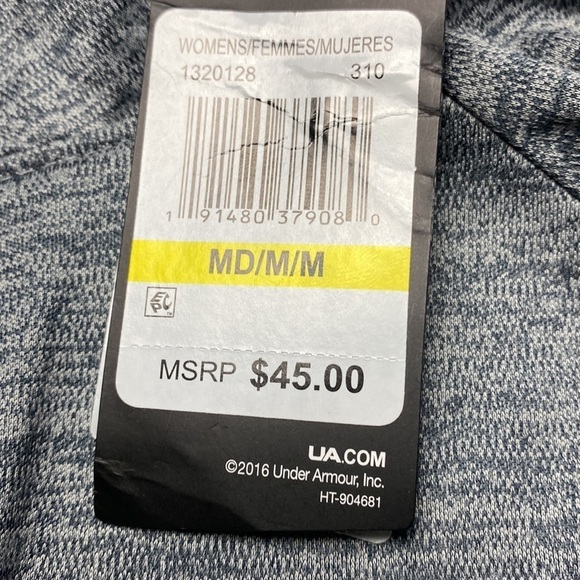 WOMENS/FEMMES/MUJERES
1320128 310
1 91480 37908 0
MD/M/M
EPC
MSRP $45.00
UA.COM
©2016 Under Armour, Inc.
HT-904681